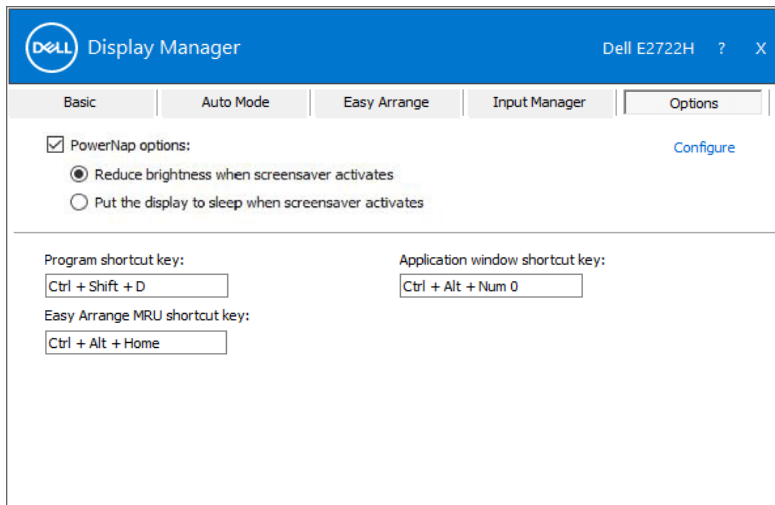 DELL Display Manager Dell E2722H ? X
Basic Auto Mode Easy Arrange Input Manager Options
PowerNap options: Configure
Reduce brightness when screensaver activates
Put the display to sleep when screensaver activates
Program shortcut key: Application window shortcut key:
Ctrl + Shift + D Ctrl + Alt + Num 0
Easy Arrange MRU shortcut key:
Ctrl + Alt + Home